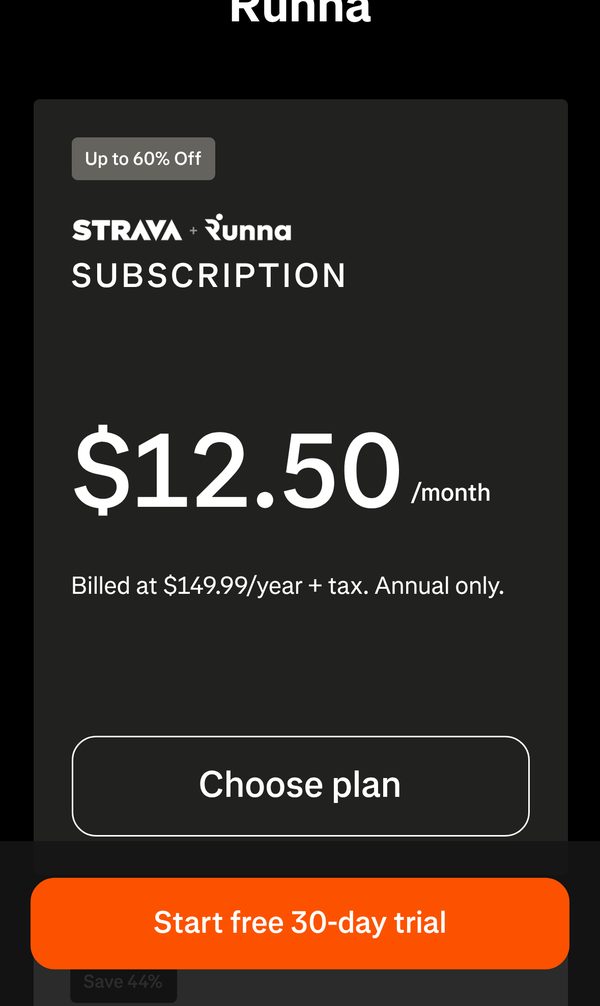 Runna
Up to 60% Off
STRAVA + Runna
SUBSCRIPTION
$12.50 /month
Billed at $149.99/year + tax. Annual only.
Choose plan
Start free 30-day trial
Save 44%